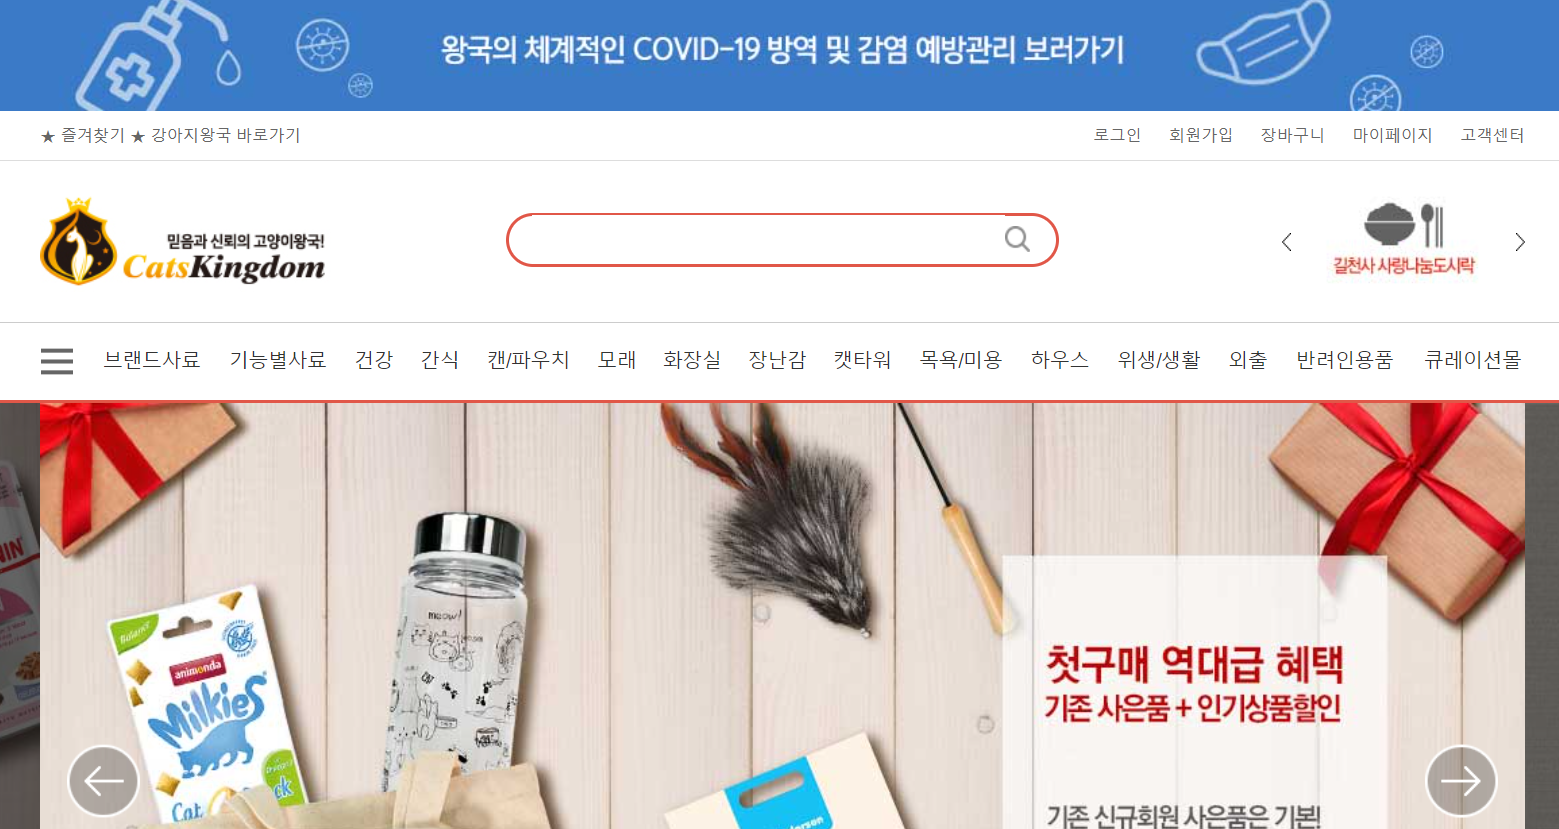 왕국의 체계적인 COVID-19 방역 및 감염 예방관리 보러가기
★ 즐겨찾기 ★ 강아지왕국 바로가기
로그인 회원가입 장바구니 마이페이지 고객센터
믿음과 신뢰의 고양이왕국!
CatsKingdom
길천사 사랑나눔도시락
브랜드사료 기능별사료 건강 간식 캔/파우치 모래 화장실 장난감 캣타워 목욕/미용 하우스 위생/생활 외출 반려인용품 큐레이션몰
meow!
Balance
animonda
Milkies
Cat
첫구매 역대급 혜택
기존 사은품 + 인기상품할인
기존 신규회원 사은품은 기본!